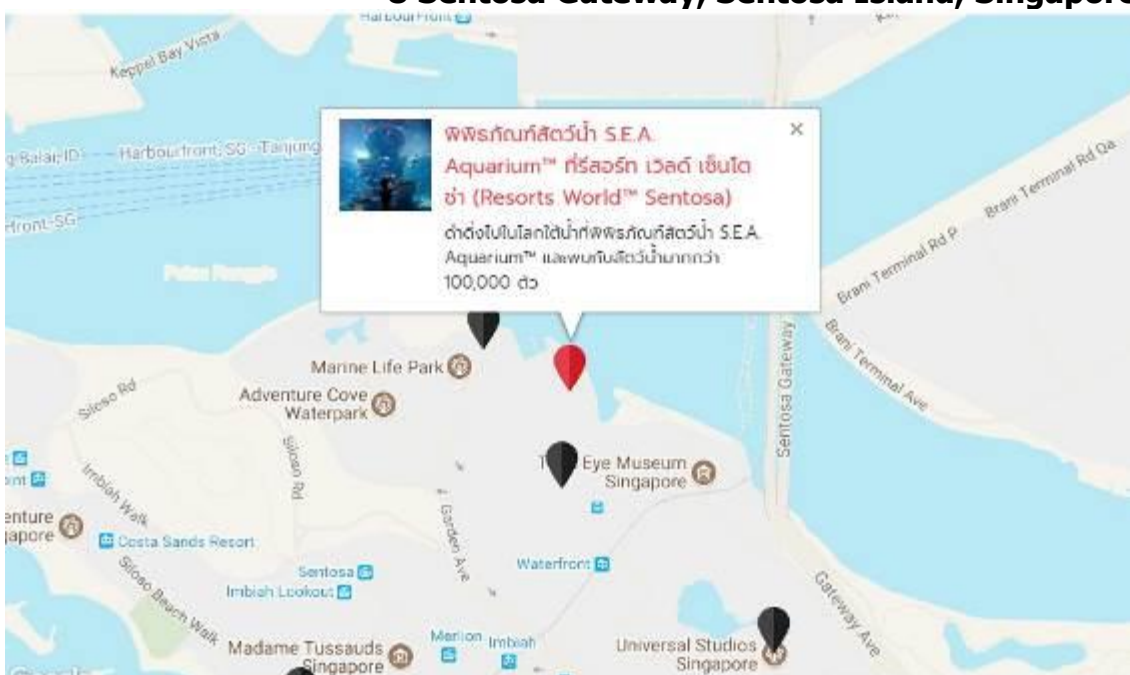 Sentosa Gateway, Sentosa Island, Singapore
HarbourFront
Keppel Bay Vista
Harbourfront, SG - Tanjung
g Balai, ID
rfront, SG
พิพิธภัณฑ์สัตว์น้ำ S.E.A.
Aquarium™ ที่รีสอร์ท เวิลด์ เซ็นโต
ซ่า (Resorts World™ Sentosa)
×
ดำดิ่งไปในโลกใต้น้ำที่พิพิธภัณฑ์สัตว์น้ำ S.E.A.
Aquarium™ และพบกับสัตว์น้ำมากกว่า
100,000 ตัว
Brani Terminal Rd Qa
Brani Terminal Rd P
Brani Terminal Ave
Sentosa Gateway
Marine Life Park
Adventure Cove
Waterpark
Siloso Rd
Siloso Rd
Imbiah Walk
Eye Museum
Singapore
enture
apore
Costa Sands Resort
Garden Ave
Waterfront
Sentosa
Imbiah Lookout
Siloso Beach Walk
Gateway Ave
Madame Tussauds
Singapore
Merlion
Imbiah
Universal Studios
Singapore